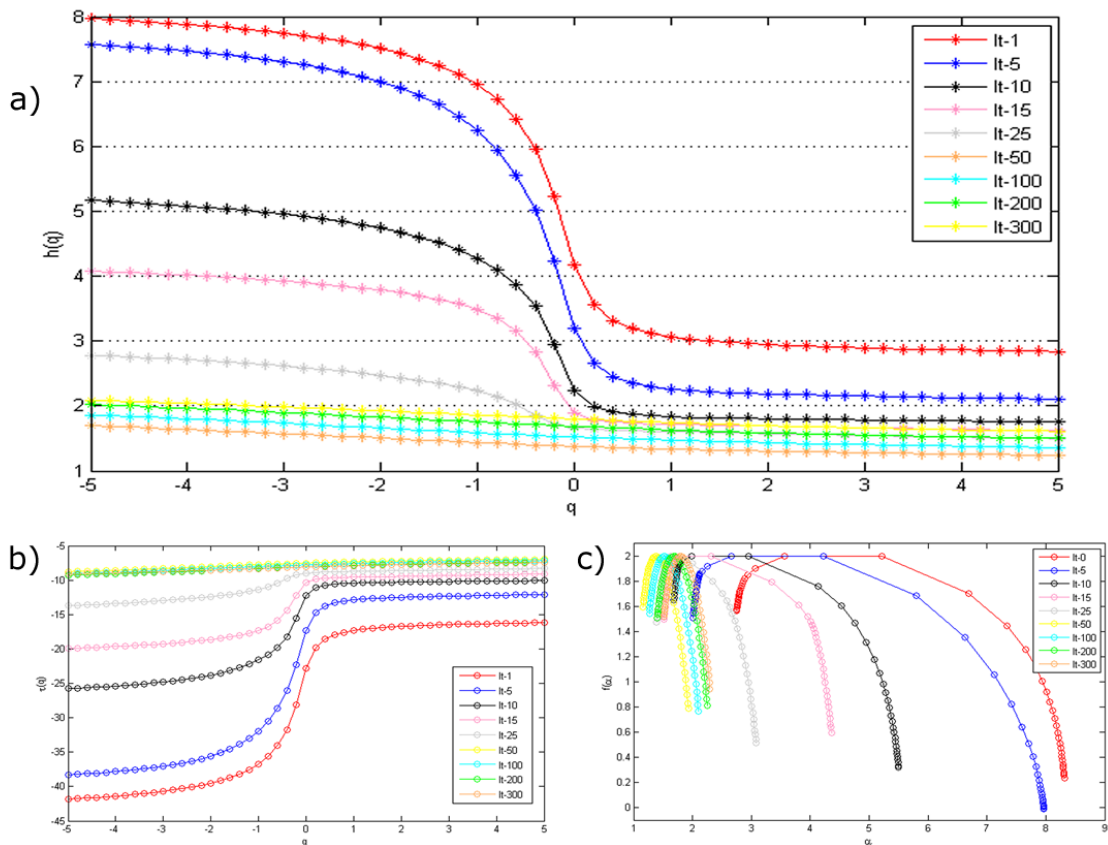 a)
8
7
6
5
4
3
2
1
h(q)
-5 -4 -3 -2 -1 0 1 2 3 4 5
q
It-1
It-5
It-10
It-15
It-25
It-50
It-100
It-200
It-300
b)
-5
-10
-15
-20
-25
-30
-35
-40
-45
τ(q)
-5 -4 -3 -2 -1 0 1 2 3 4 5
q
It-1
It-5
It-10
It-15
It-25
It-50
It-100
It-200
It-300
c)
2
1.8
1.6
1.4
1.2
1
0.8
0.6
0.4
0.2
0
f(α)
1 2 3 4 5 6 7 8 9
α
It-0
It-5
It-10
It-15
It-25
It-50
It-100
It-200
It-300